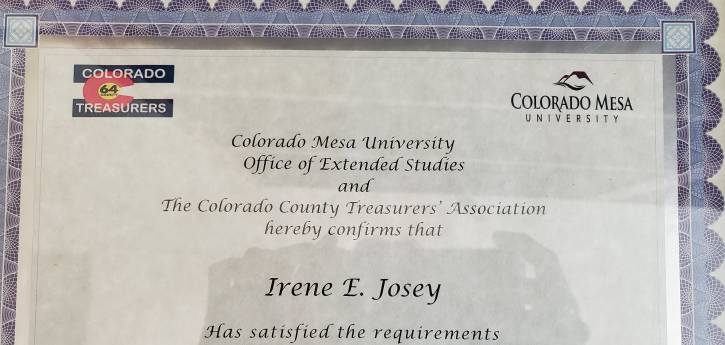 COLORADO
64
TREASURERS
COLORADO MESA
UNIVERSITY
Colorado Mesa University
Office of Extended Studies
and
The Colorado County Treasurers' Association
hereby confirms that
Irene E. Josey
Has satisfied the requirements